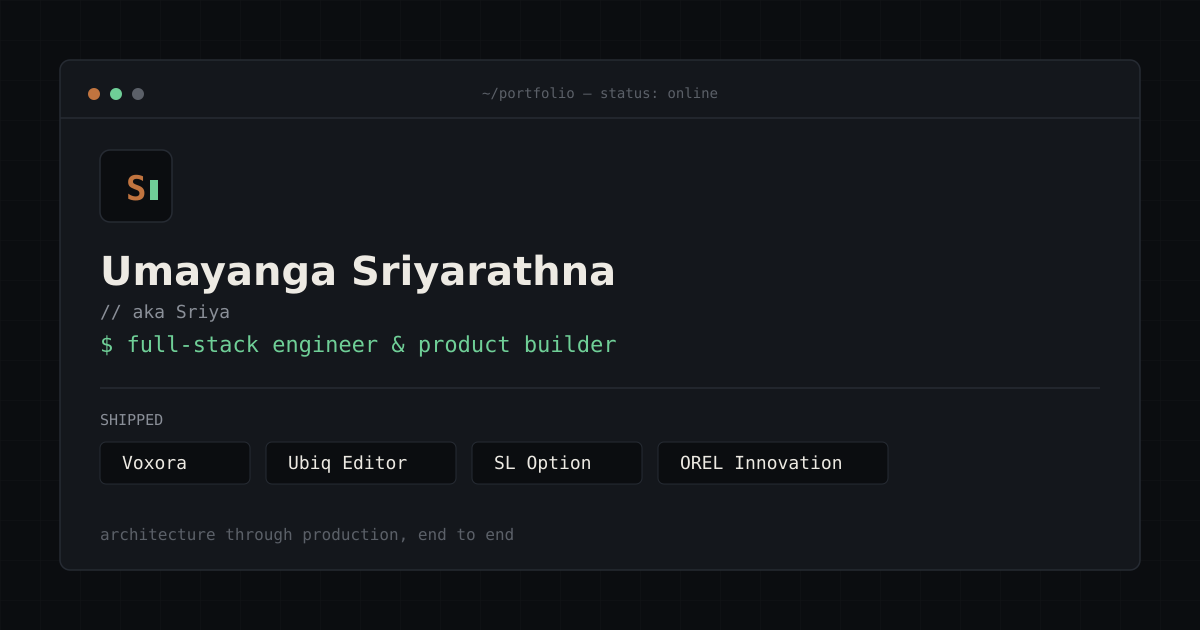 ~/portfolio — status: online
S
Umayanga Sriyarathna
// aka Sriya
$ full-stack engineer & product builder
SHIPPED
Voxora Ubiq Editor SL Option OREL Innovation
architecture through production, end to end